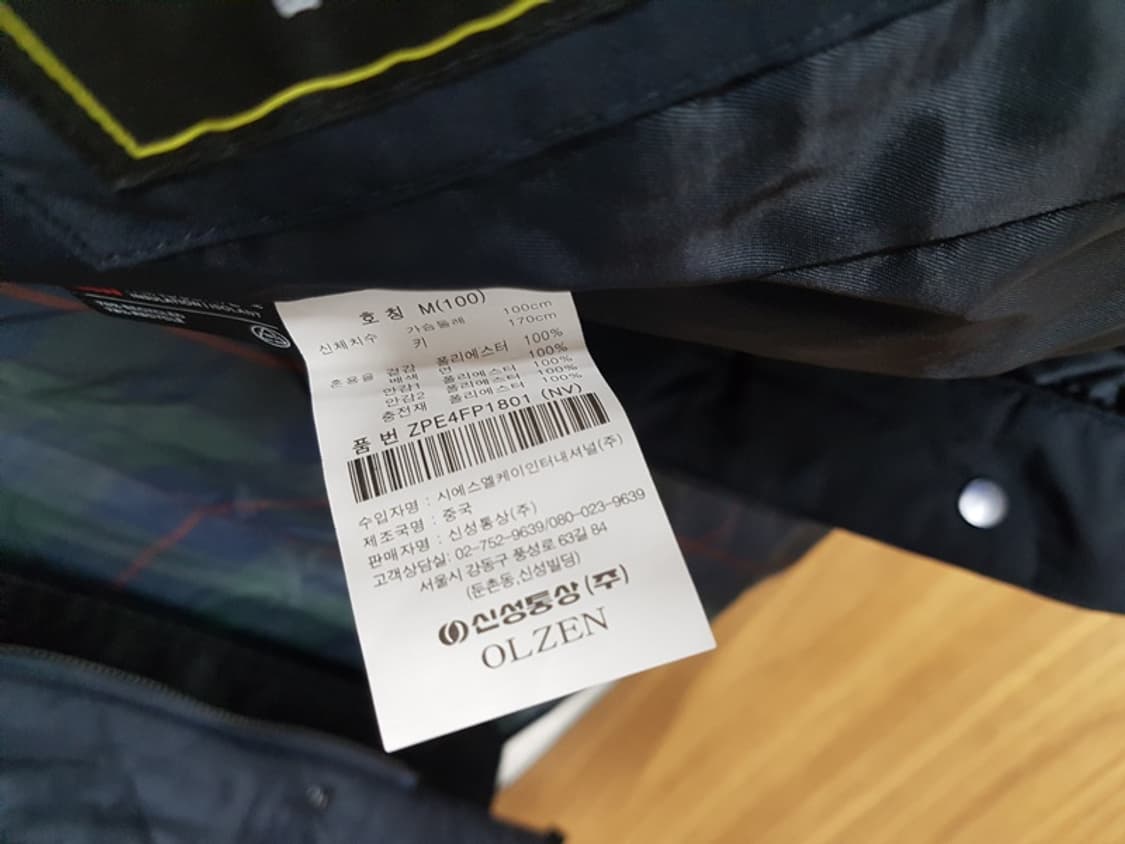 INSULATION | ISOLANT
호 칭 M(100)
신체치수 가슴둘레 100cm
키 170cm
혼용율 겉감 폴리에스터 100%
배색 면 100%
안감1 폴리에스터 100%
안감2 폴리에스터 100%
충전재 폴리에스터 100%
품 번 ZPE4FP1801 (NV)
수입자명 : 시에스엘케이인터내셔널(주)
제조국명 : 중국
판매자명 : 신성통상(주)
고객상담실: 02-752-9639/080-023-9639
서울시 강동구 풍성로 63길 84
(둔촌동,신성빌딩)
신성통상(주)
OLZEN